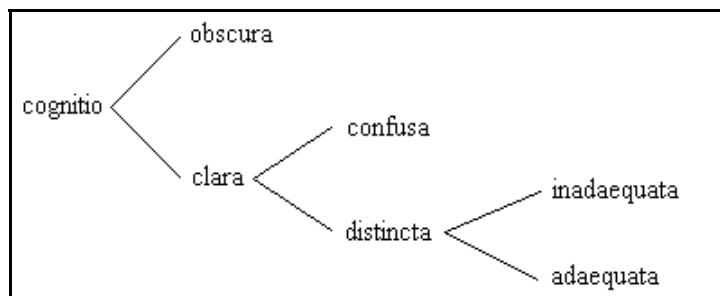 obscura
cognitio
confusa
clara
inadaequata
distincta
adaequata